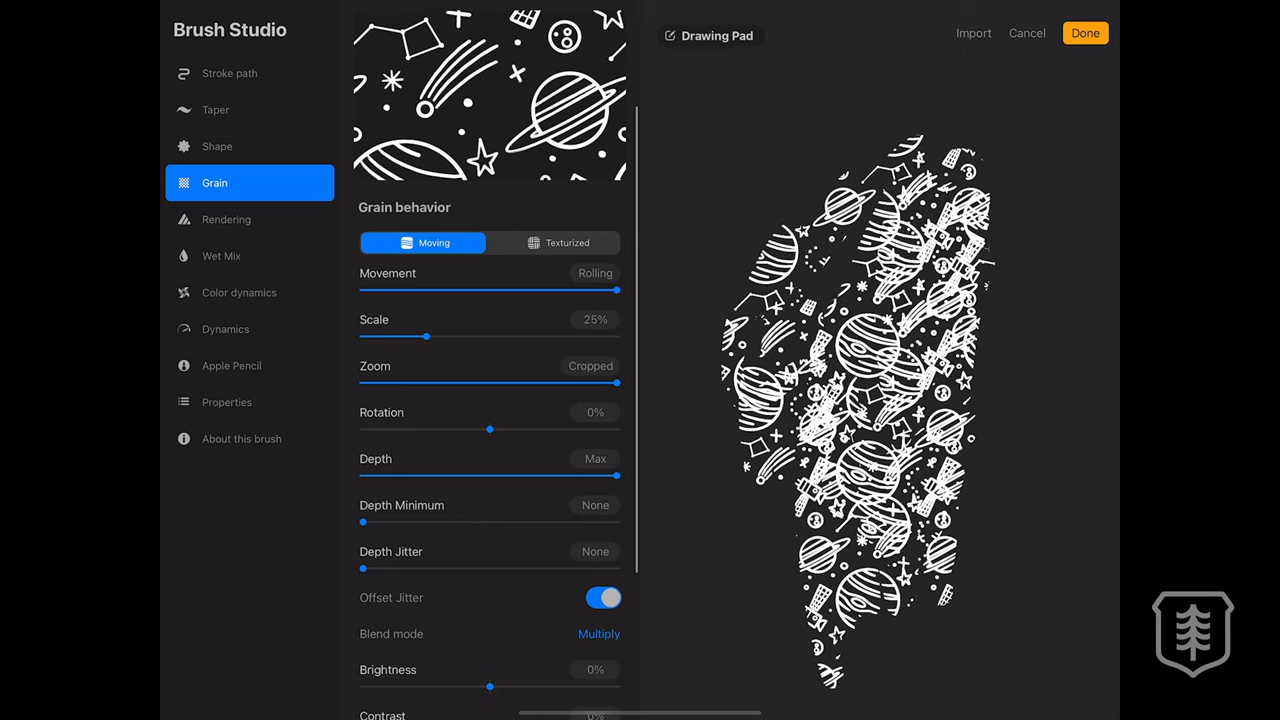 Brush Studio
Stroke path
Taper
Shape
Grain
Rendering
Wet Mix
Color dynamics
Dynamics
Apple Pencil
Properties
About this brush
Grain behavior
Moving
Texturized
Movement
Rolling
Scale
25%
Zoom
Cropped
Rotation
0%
Depth
Max
Depth Minimum
None
Depth Jitter
None
Offset Jitter
Blend mode
Multiply
Brightness
0%
Contrast
0%
Drawing Pad
Import
Cancel
Done